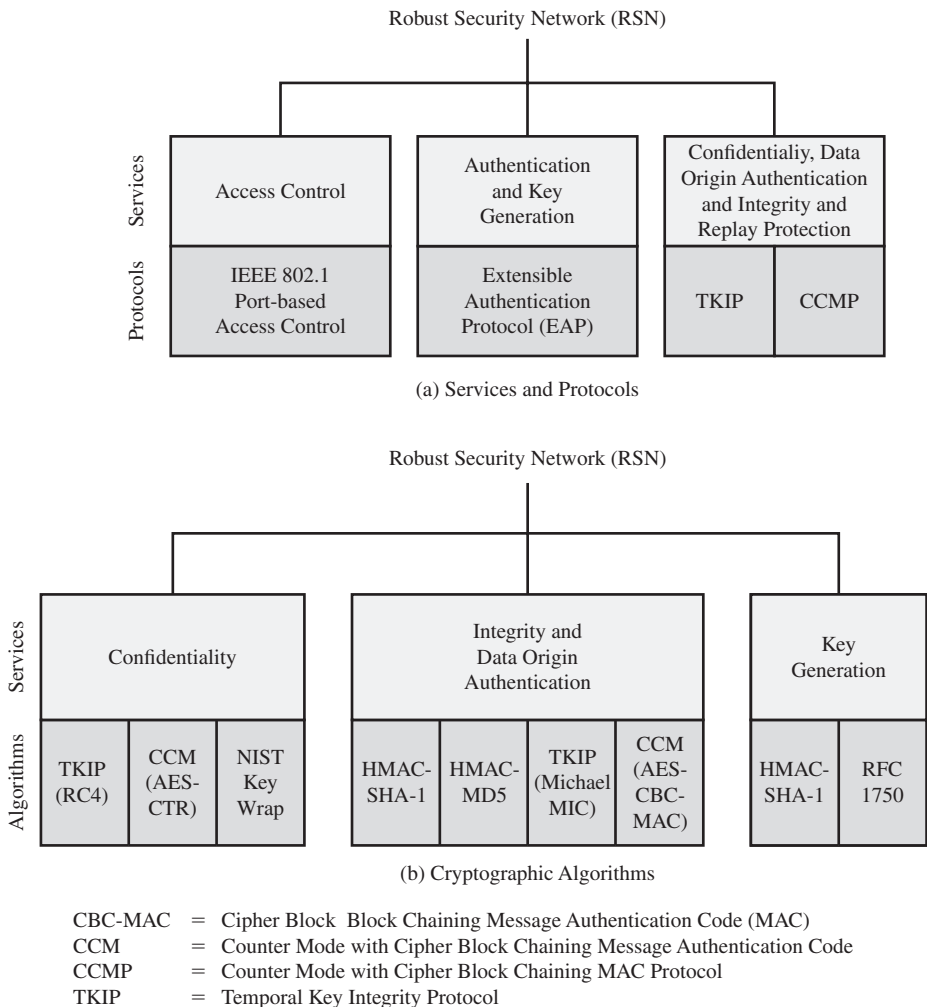 Robust Security Network (RSN)
Services
Access Control
Authentication
and Key
Generation
Confidentialiy, Data
Origin Authentication
and Integrity and
Replay Protection
Protocols
IEEE 802.1
Port-based
Access Control
Extensible
Authentication
Protocol (EAP)
TKIP
CCMP
(a) Services and Protocols
Robust Security Network (RSN)
Services
Confidentiality
Integrity and
Data Origin
Authentication
Key
Generation
Algorithms
TKIP
(RC4)
CCM
(AES-
CTR)
NIST
Key
Wrap
HMAC-
SHA-1
HMAC-
MD5
TKIP
(Michael
MIC)
CCM
(AES-
CBC-
MAC)
HMAC-
SHA-1
RFC
1750
(b) Cryptographic Algorithms
CBC-MAC = Cipher Block Block Chaining Message Authentication Code (MAC)
CCM = Counter Mode with Cipher Block Chaining Message Authentication Code
CCMP = Counter Mode with Cipher Block Chaining MAC Protocol
TKIP = Temporal Key Integrity Protocol